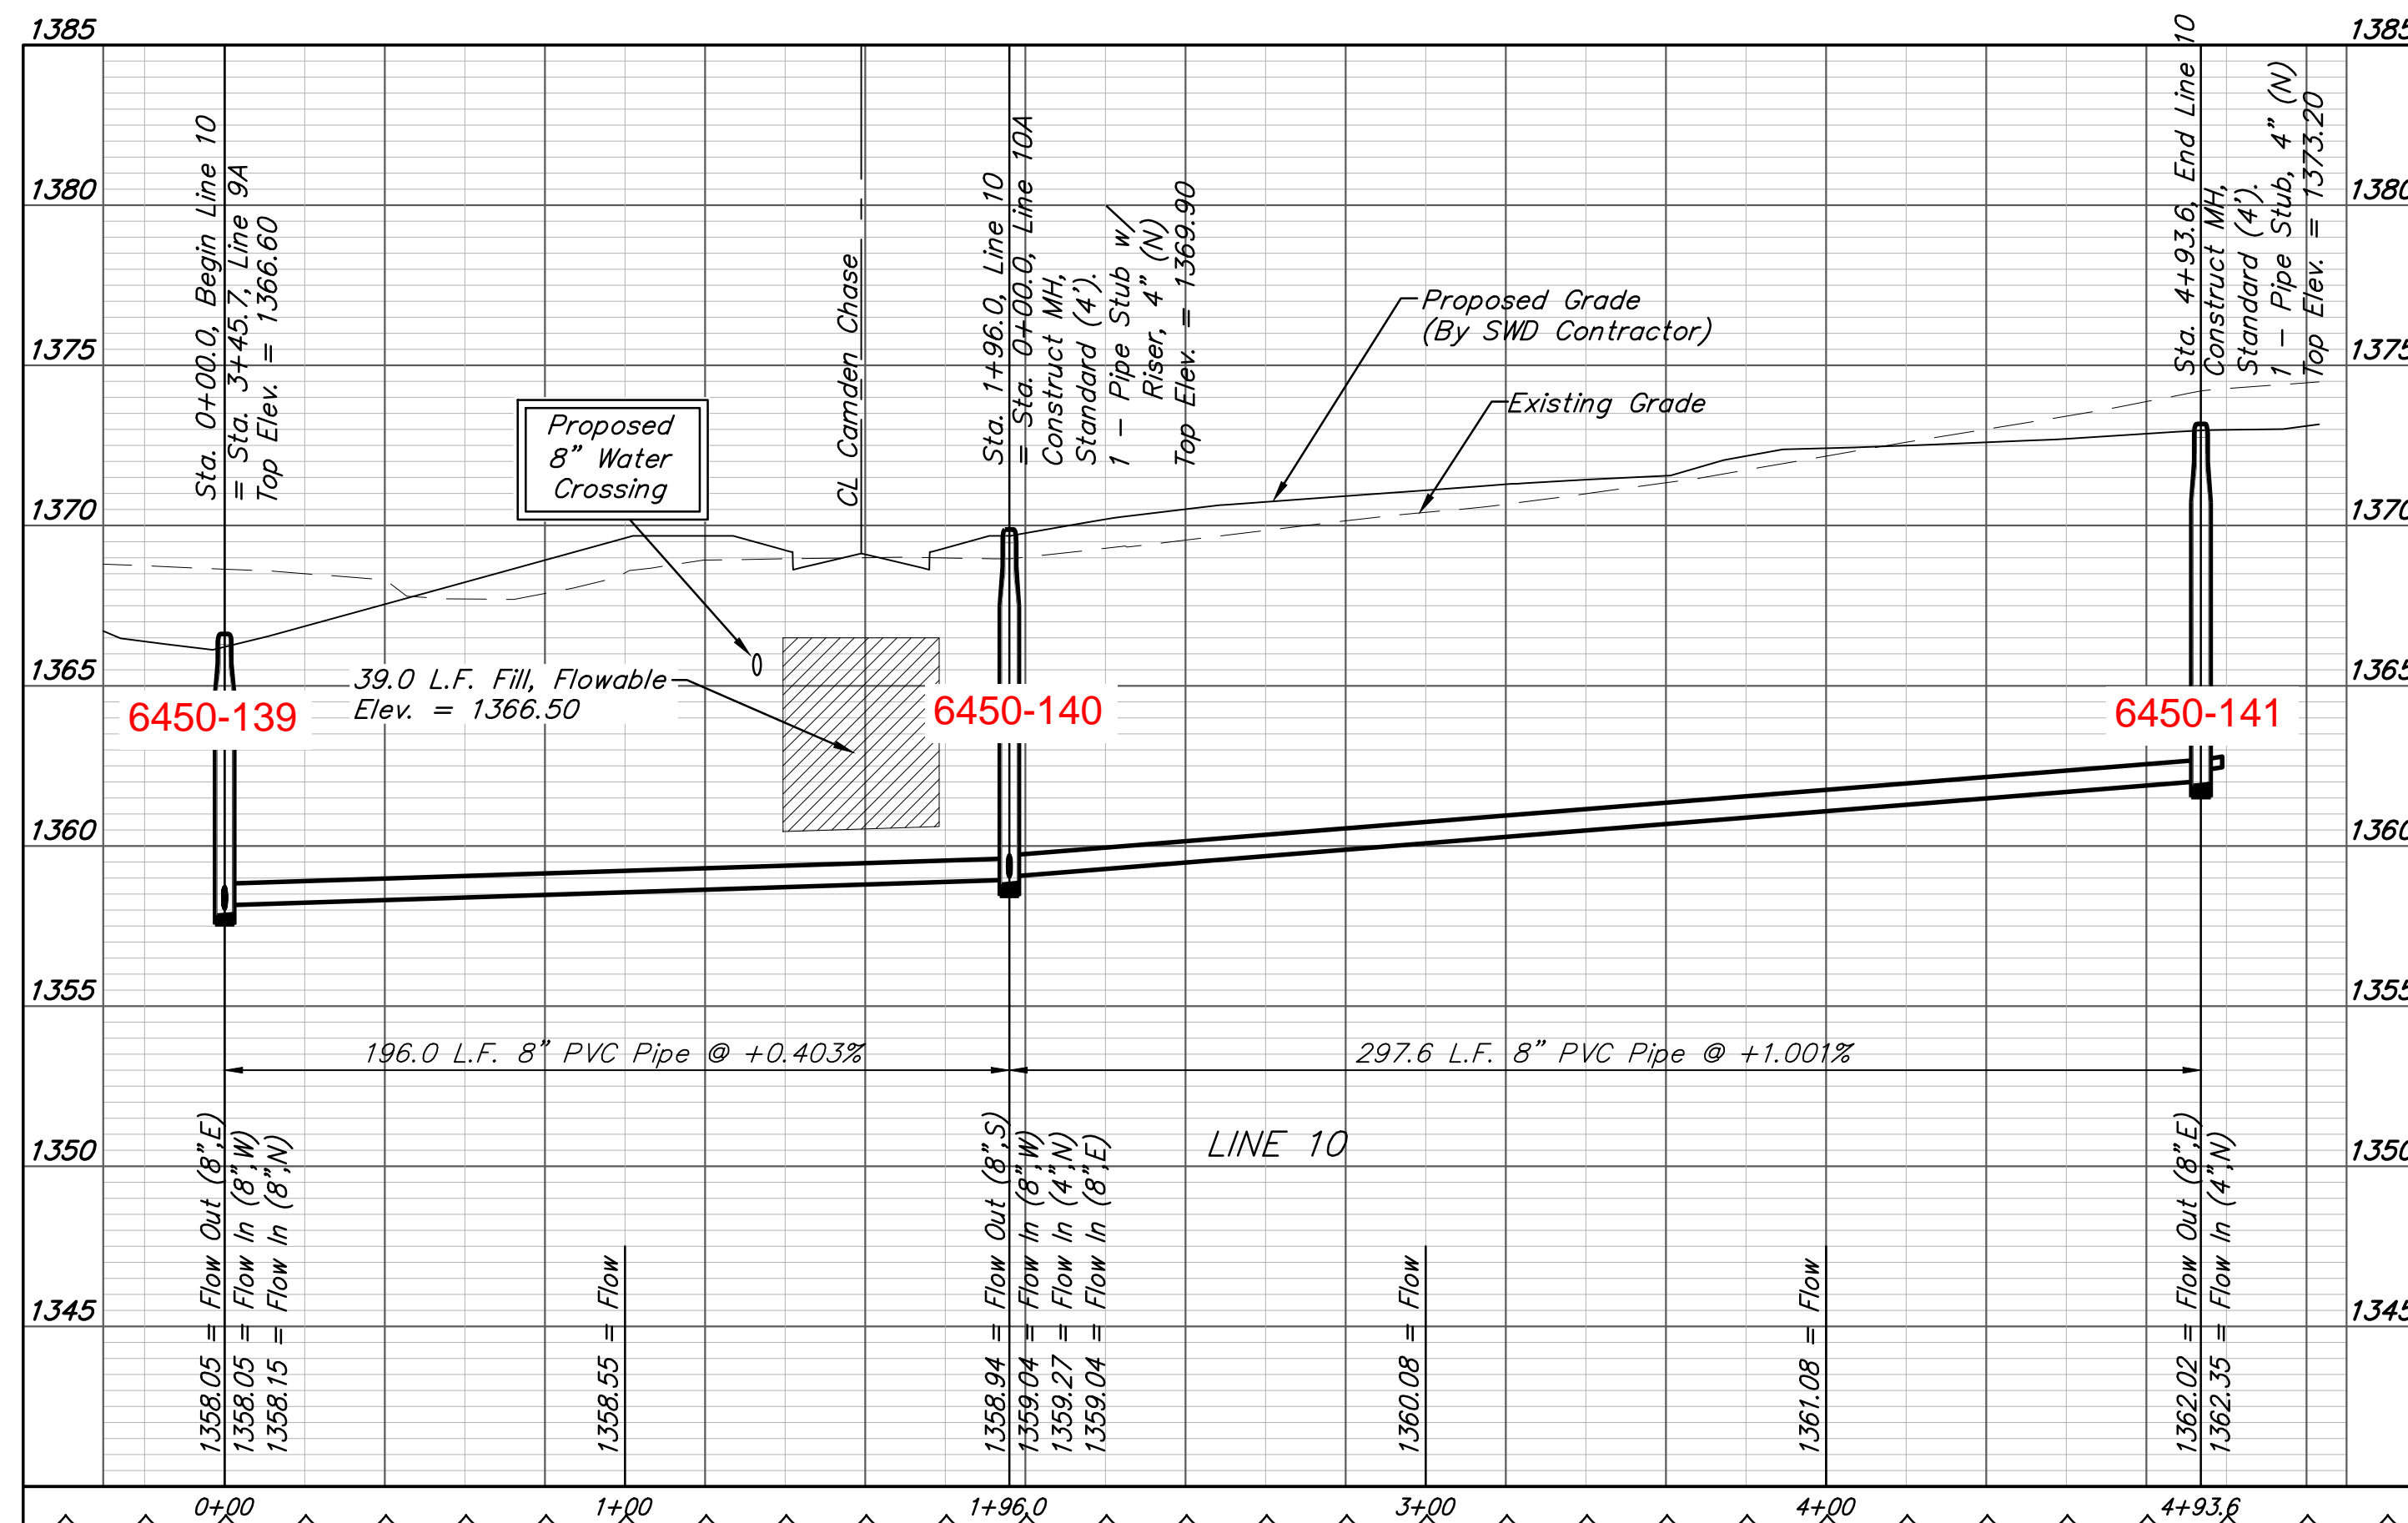 1385
1385
1380
1380
1375
1375
1370
1370
1365
1365
1360
1360
1355
1355
1350
1350
1345
1345
Sta. 0+00.0, Begin Line 10
= Sta. 3+45.7, Line 9A
Top Elev. = 1366.60
Proposed
8" Water
Crossing
CL Camden Chase
Sta. 1+96.0, Line 10
= Sta. 0+00.0, Line 10A
Construct MH,
Standard (4').
1 - Pipe Stub w/
Riser, 4" (N)
Top Elev. = 1369.90
Proposed Grade
(By SWD Contractor)
Existing Grade
Sta. 4+93.6, End Line 10
Construct MH,
Standard (4').
1 - Pipe Stub, 4" (N)
Top Elev. = 1373.20
39.0 L.F. Fill, Flowable
Elev. = 1366.50
6450-139
6450-140
6450-141
196.0 L.F. 8" PVC Pipe @ +0.403%
297.6 L.F. 8" PVC Pipe @ +1.001%
LINE 10
1358.05 = Flow Out (8",E)
1358.05 = Flow In (8",W)
1358.15 = Flow In (8",N)
1358.55 = Flow
1358.94 = Flow Out (8",S)
1359.04 = Flow In (8",W)
1359.27 = Flow In (4",N)
1359.04 = Flow In (8",E)
1360.08 = Flow
1361.08 = Flow
1362.02 = Flow Out (8",E)
1362.35 = Flow In (4",N)
0+00
1+00
1+96.0
3+00
4+00
4+93.6